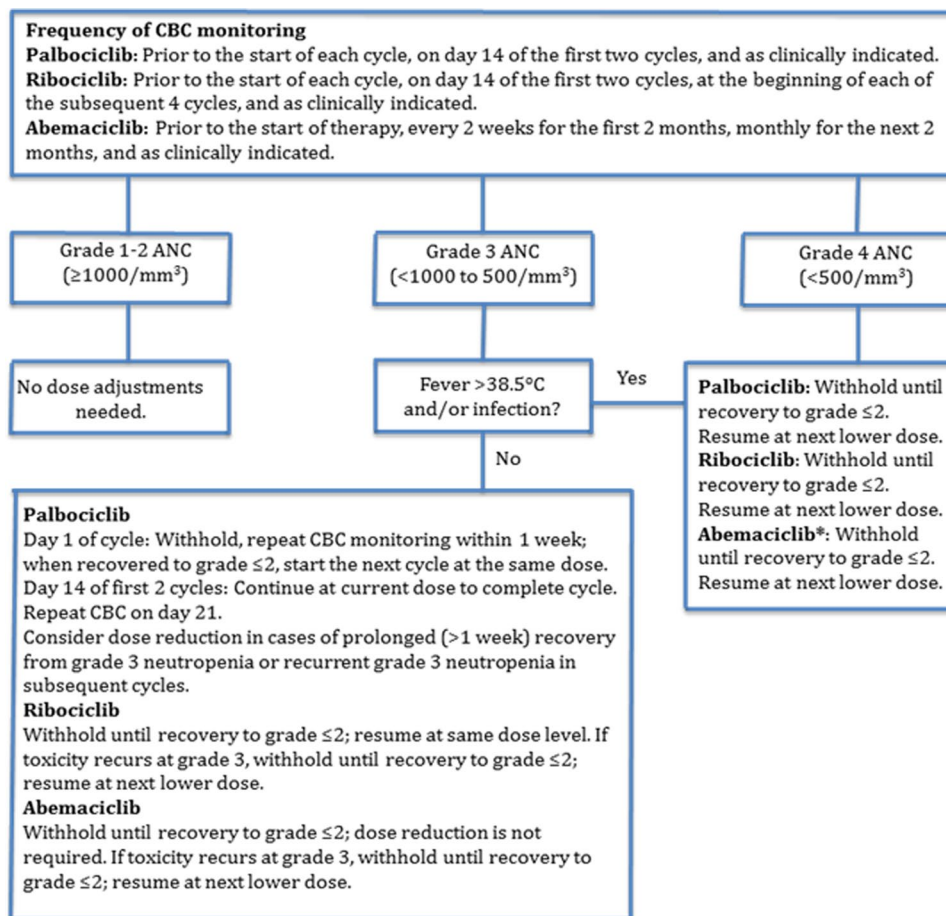 Frequency of CBC monitoring
Palbociclib: Prior to the start of each cycle, on day 14 of the first two cycles, and as clinically indicated.
Ribociclib: Prior to the start of each cycle, on day 14 of the first two cycles, at the beginning of each of
the subsequent 4 cycles, and as clinically indicated.
Abemaciclib: Prior to the start of therapy, every 2 weeks for the first 2 months, monthly for the next 2
months, and as clinically indicated.
Grade 1-2 ANC
(≥1000/mm³)
Grade 3 ANC
(<1000 to 500/mm³)
Grade 4 ANC
(<500/mm³)
No dose adjustments
needed.
Fever >38.5°C
and/or infection?
Yes
No
Palbociclib: Withhold until
recovery to grade ≤2.
Resume at next lower dose.
Ribociclib: Withhold until
recovery to grade ≤2.
Resume at next lower dose.
Abemaciclib*: Withhold
until recovery to grade ≤2.
Resume at next lower dose.
Palbociclib
Day 1 of cycle: Withhold, repeat CBC monitoring within 1 week;
when recovered to grade ≤2, start the next cycle at the same dose.
Day 14 of first 2 cycles: Continue at current dose to complete cycle.
Repeat CBC on day 21.
Consider dose reduction in cases of prolonged (>1 week) recovery
from grade 3 neutropenia or recurrent grade 3 neutropenia in
subsequent cycles.
Ribociclib
Withhold until recovery to grade ≤2; resume at same dose level. If
toxicity recurs at grade 3, withhold until recovery to grade ≤2;
resume at next lower dose.
Abemaciclib
Withhold until recovery to grade ≤2; dose reduction is not
required. If toxicity recurs at grade 3, withhold until recovery to
grade ≤2; resume at next lower dose.